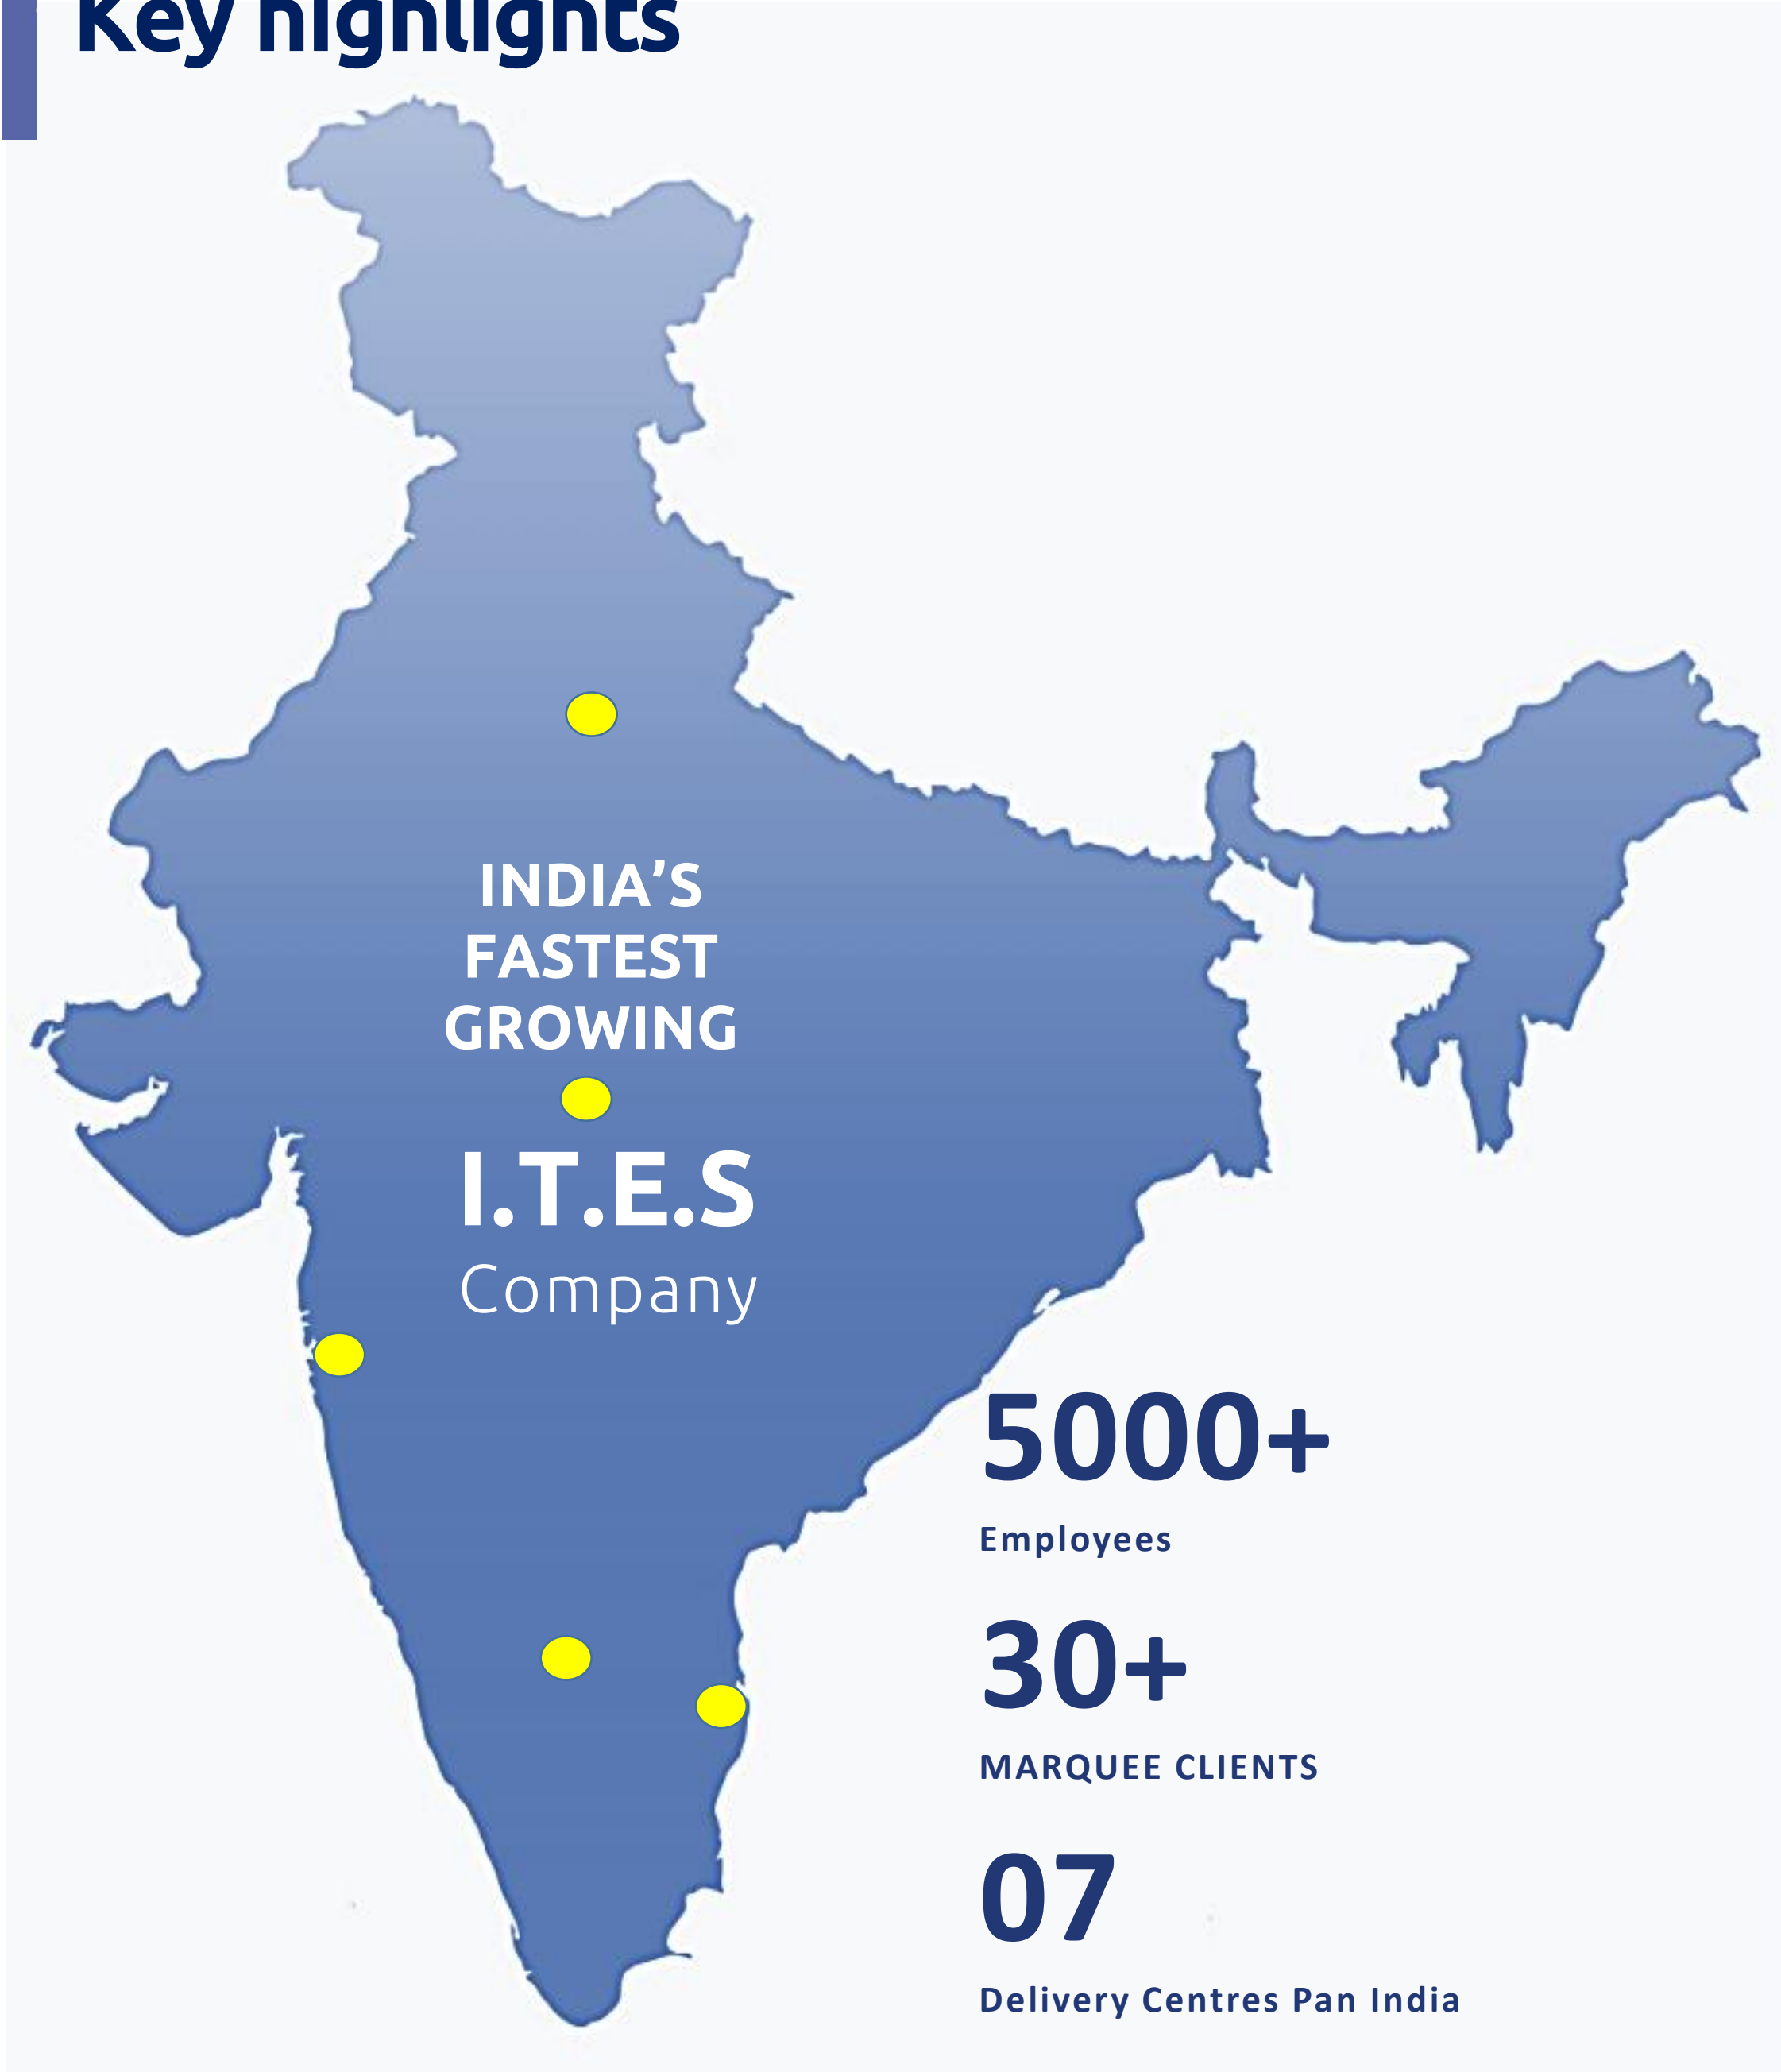 Key highlights
INDIA’S
FASTEST
GROWING
I.T.E.S
Company
5000+
Employees
30+
MARQUEE CLIENTS
07
Delivery Centres Pan India